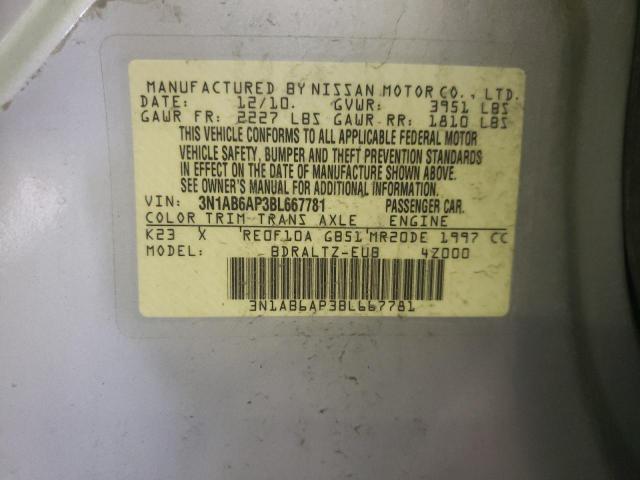 MANUFACTURED BY NISSAN MOTOR CO., LTD.
DATE: 12/10. GVWR: 3951 LBS
GAWR FR: 2227 LBS GAWR RR: 1810 LBS
THIS VEHICLE CONFORMS TO ALL APPLICABLE FEDERAL MOTOR
VEHICLE SAFETY, BUMPER AND THEFT PREVENTION STANDARDS
IN EFFECT ON THE DATE OF MANUFACTURE SHOWN ABOVE.
SEE OWNER'S MANUAL FOR ADDITIONAL INFORMATION.
VIN: 3N1AB6AP3BL667781 PASSENGER CAR.
COLOR TRIM TRANS AXLE ENGINE
K23 X RE0F10A GB51 MR20DE 1997 CC
MODEL: BDRALTZ-EUB 4Z000
3N1AB6AP3BL667781